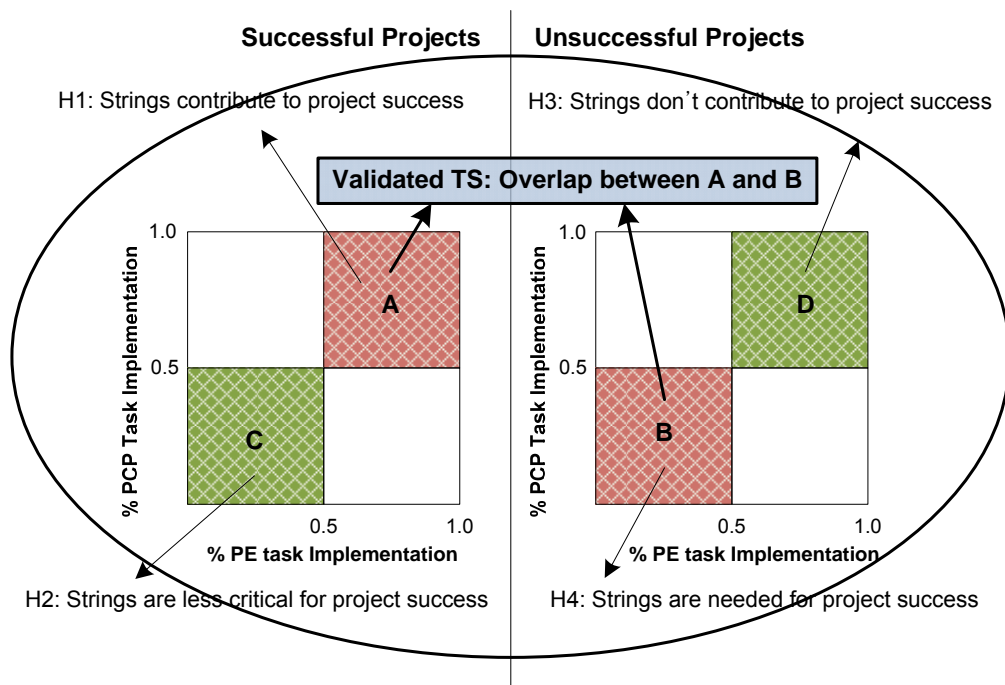 Successful Projects
Unsuccessful Projects
H1: Strings contribute to project success
H3: Strings don't contribute to project success
Validated TS: Overlap between A and B
1.0
0.5
A
C
% PCP Task Implementation
0.5
1.0
% PE task Implementation
1.0
0.5
D
B
% PCP Task Implementation
0.5
1.0
% PE task Implementation
H2: Strings are less critical for project success
H4: Strings are needed for project success